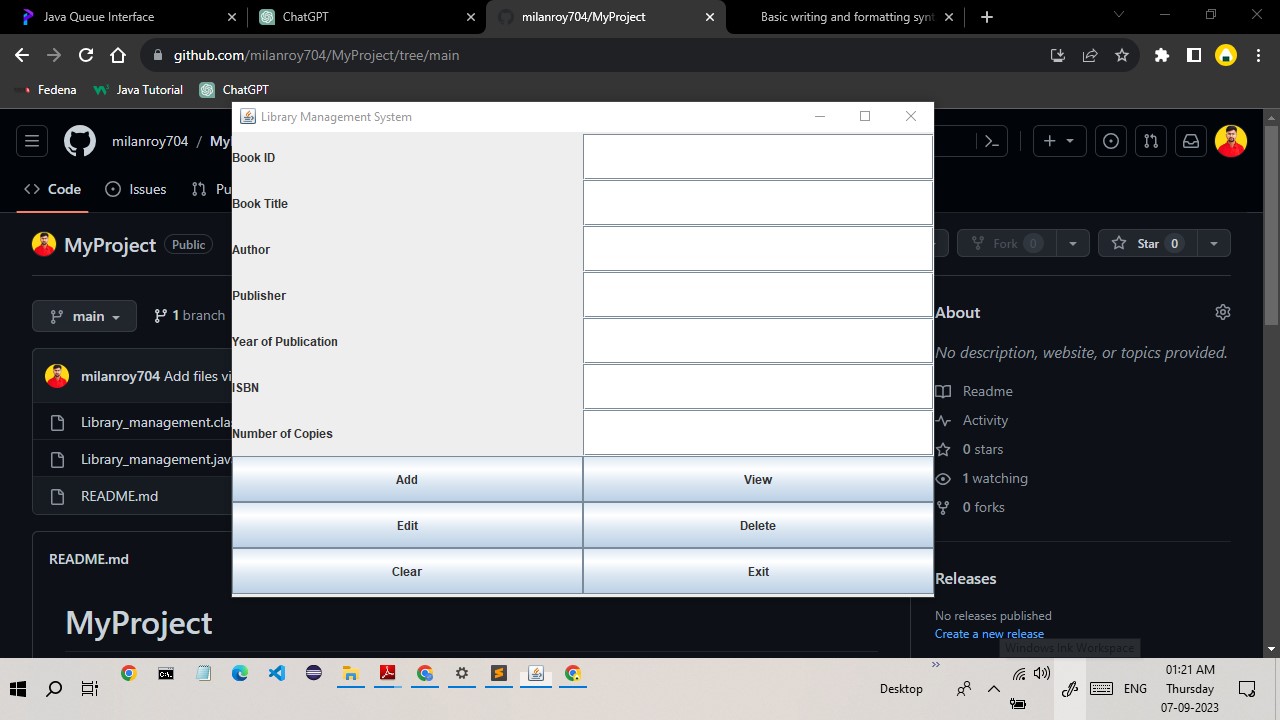 Java Queue Interface
ChatGPT
milanroy704/MyProject
Basic writing and formatting synt
github.com/milanroy704/MyProject/tree/main
Fedena
Java Tutorial
ChatGPT
Library Management System
milanroy704 / My
Code
Issues
Pu
MyProject
Public
Fork 0
Star 0
main
1 branch
milanroy704 Add files vi
Library_management.cla
Library_management.jav
README.md
README.md
MyProject
Book ID
Book Title
Author
Publisher
Year of Publication
ISBN
Number of Copies
Add
View
Edit
Delete
Clear
Exit
About
No description, website, or topics provided.
Readme
Activity
0 stars
1 watching
0 forks
Releases
No releases published
Create a new release
Windows Ink Workspace
Desktop
ENG
01:21 AM
Thursday
07-09-2023